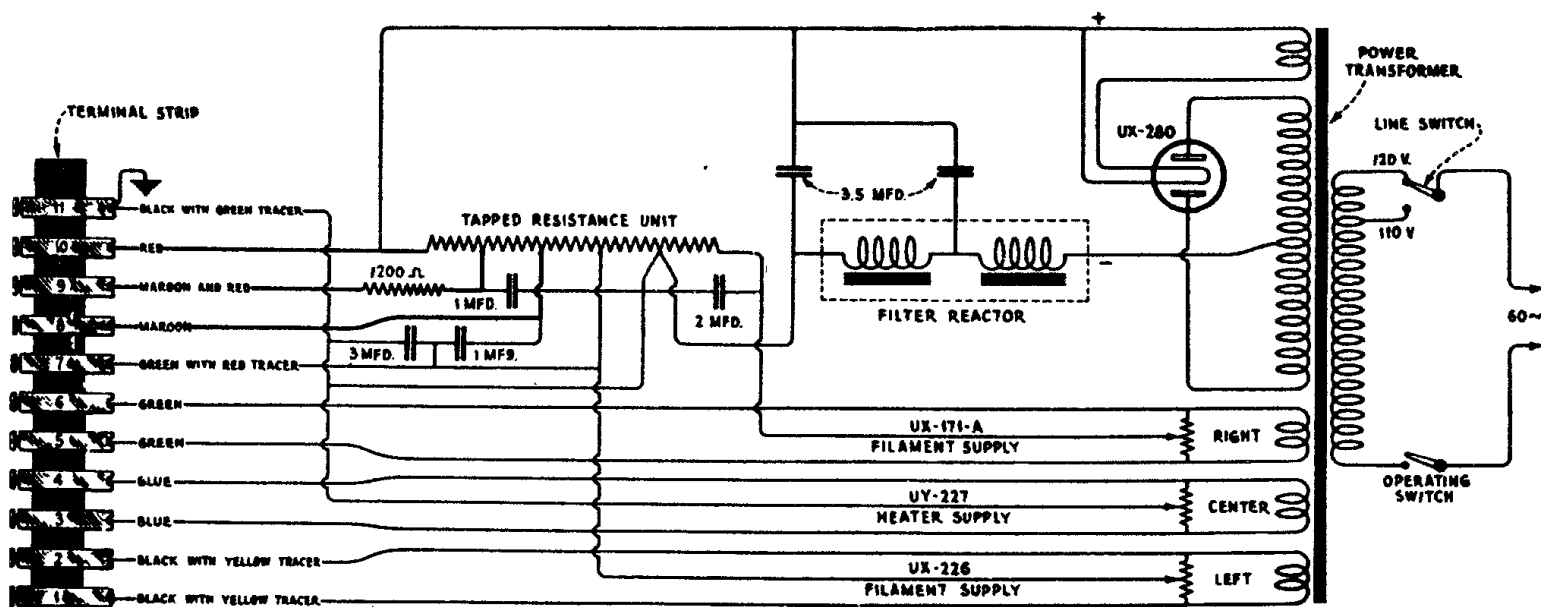 +
POWER
TRANSFORMER
TERMINAL STRIP
UX-280
LINE SWITCH
120 V.
110 V
3.5 MFD.
TAPPED RESISTANCE UNIT
11
BLACK WITH GREEN TRACER
10
RED
1200 Ω
9
MAROON AND RED
1 MFD.
2 MFD.
-
FILTER REACTOR
60~
8
MAROON
3 MFD.
1 MFD.
7
GREEN WITH RED TRACER
6
GREEN
UX-171-A
FILAMENT SUPPLY
RIGHT
5
GREEN
4
BLUE
UY-227
HEATER SUPPLY
CENTER
OPERATING
SWITCH
3
BLUE
2
BLACK WITH YELLOW TRACER
UX-226
FILAMENT SUPPLY
LEFT
1
BLACK WITH YELLOW TRACER